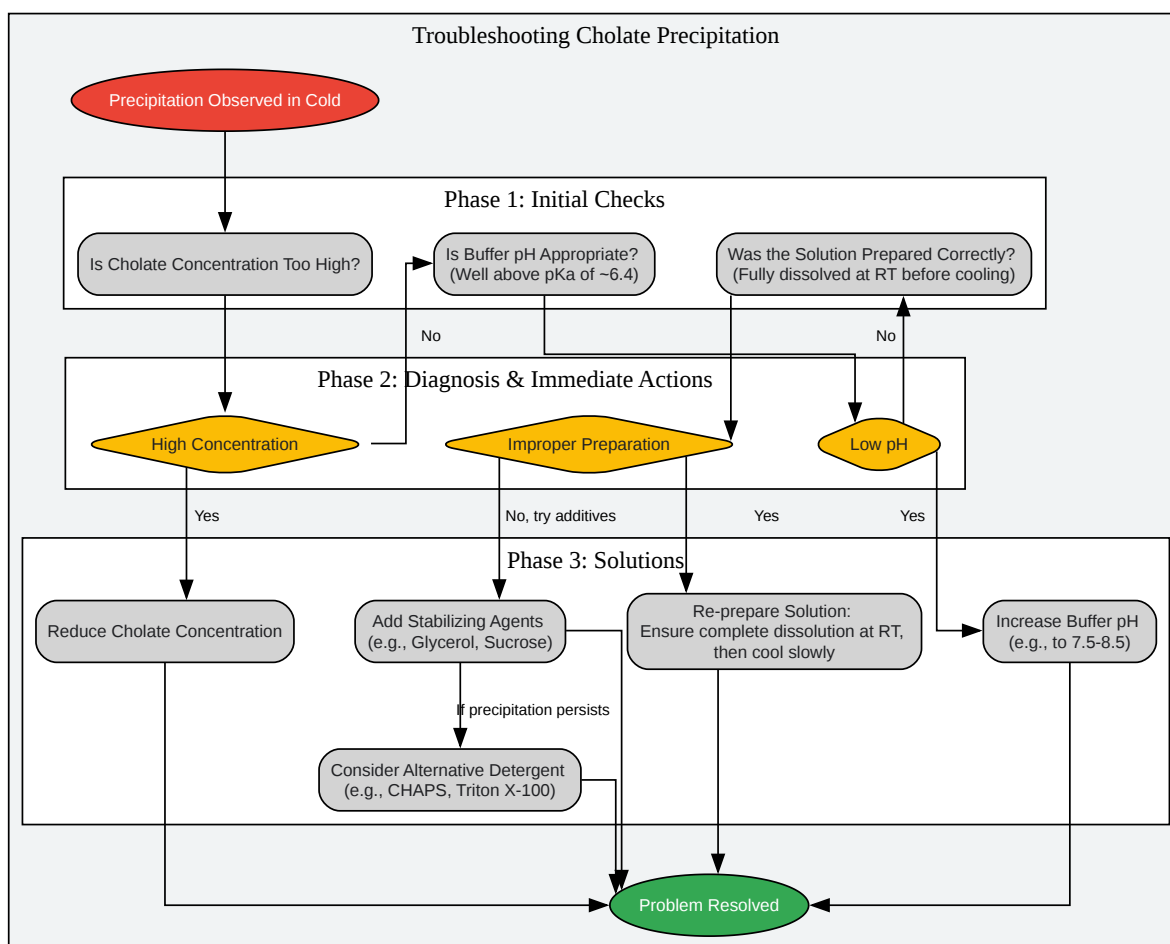 Troubleshooting Cholate Precipitation
Precipitation Observed in Cold
Phase 1: Initial Checks
Is Cholate Concentration Too High?
Is Buffer pH Appropriate?
(Well above pKa of ~6.4)
Was the Solution Prepared Correctly?
(Fully dissolved at RT before cooling)
No
No
Phase 2: Diagnosis & Immediate Actions
High Concentration
Improper Preparation
Low pH
Yes
No, try additives
Yes
Yes
Phase 3: Solutions
Reduce Cholate Concentration
Add Stabilizing Agents
(e.g., Glycerol, Sucrose)
Re-prepare Solution:
Ensure complete dissolution at RT,
then cool slowly
Increase Buffer pH
(e.g., to 7.5-8.5)
If precipitation persists
Consider Alternative Detergent
(e.g., CHAPS, Triton X-100)
Problem Resolved